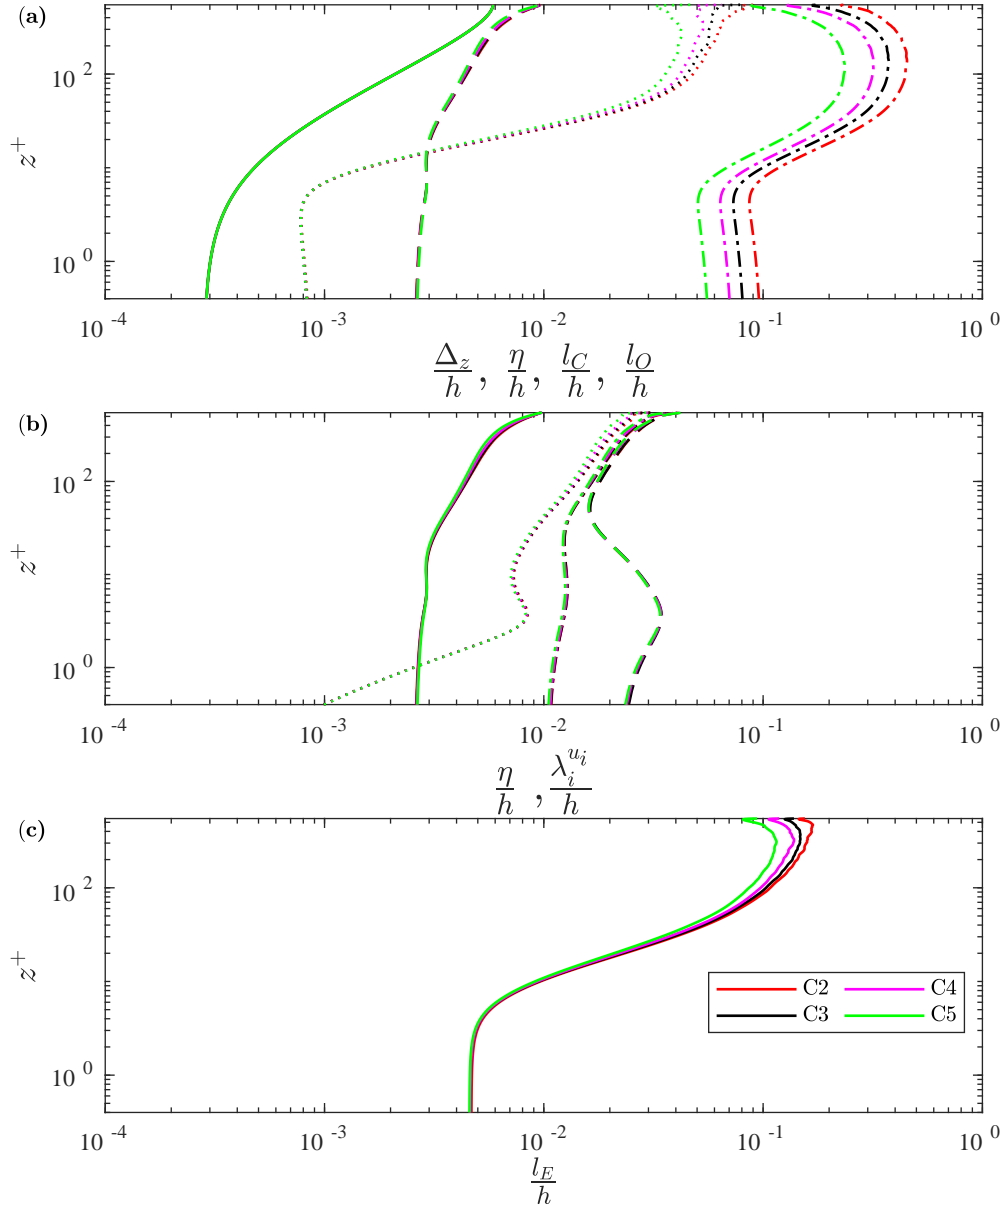 (a)
10^2
10^0
z^+
10^-4 10^-3 10^-2 10^-1 10^0
Δ_z/h, η/h, l_C/h, l_O/h
(b)
10^2
10^0
z^+
10^-4 10^-3 10^-2 10^-1 10^0
η/h , λ_i^{u_i}/h
(c)
10^2
10^0
z^+
C2 C4
C3 C5
10^-4 10^-3 10^-2 10^-1 10^0
l_E/h